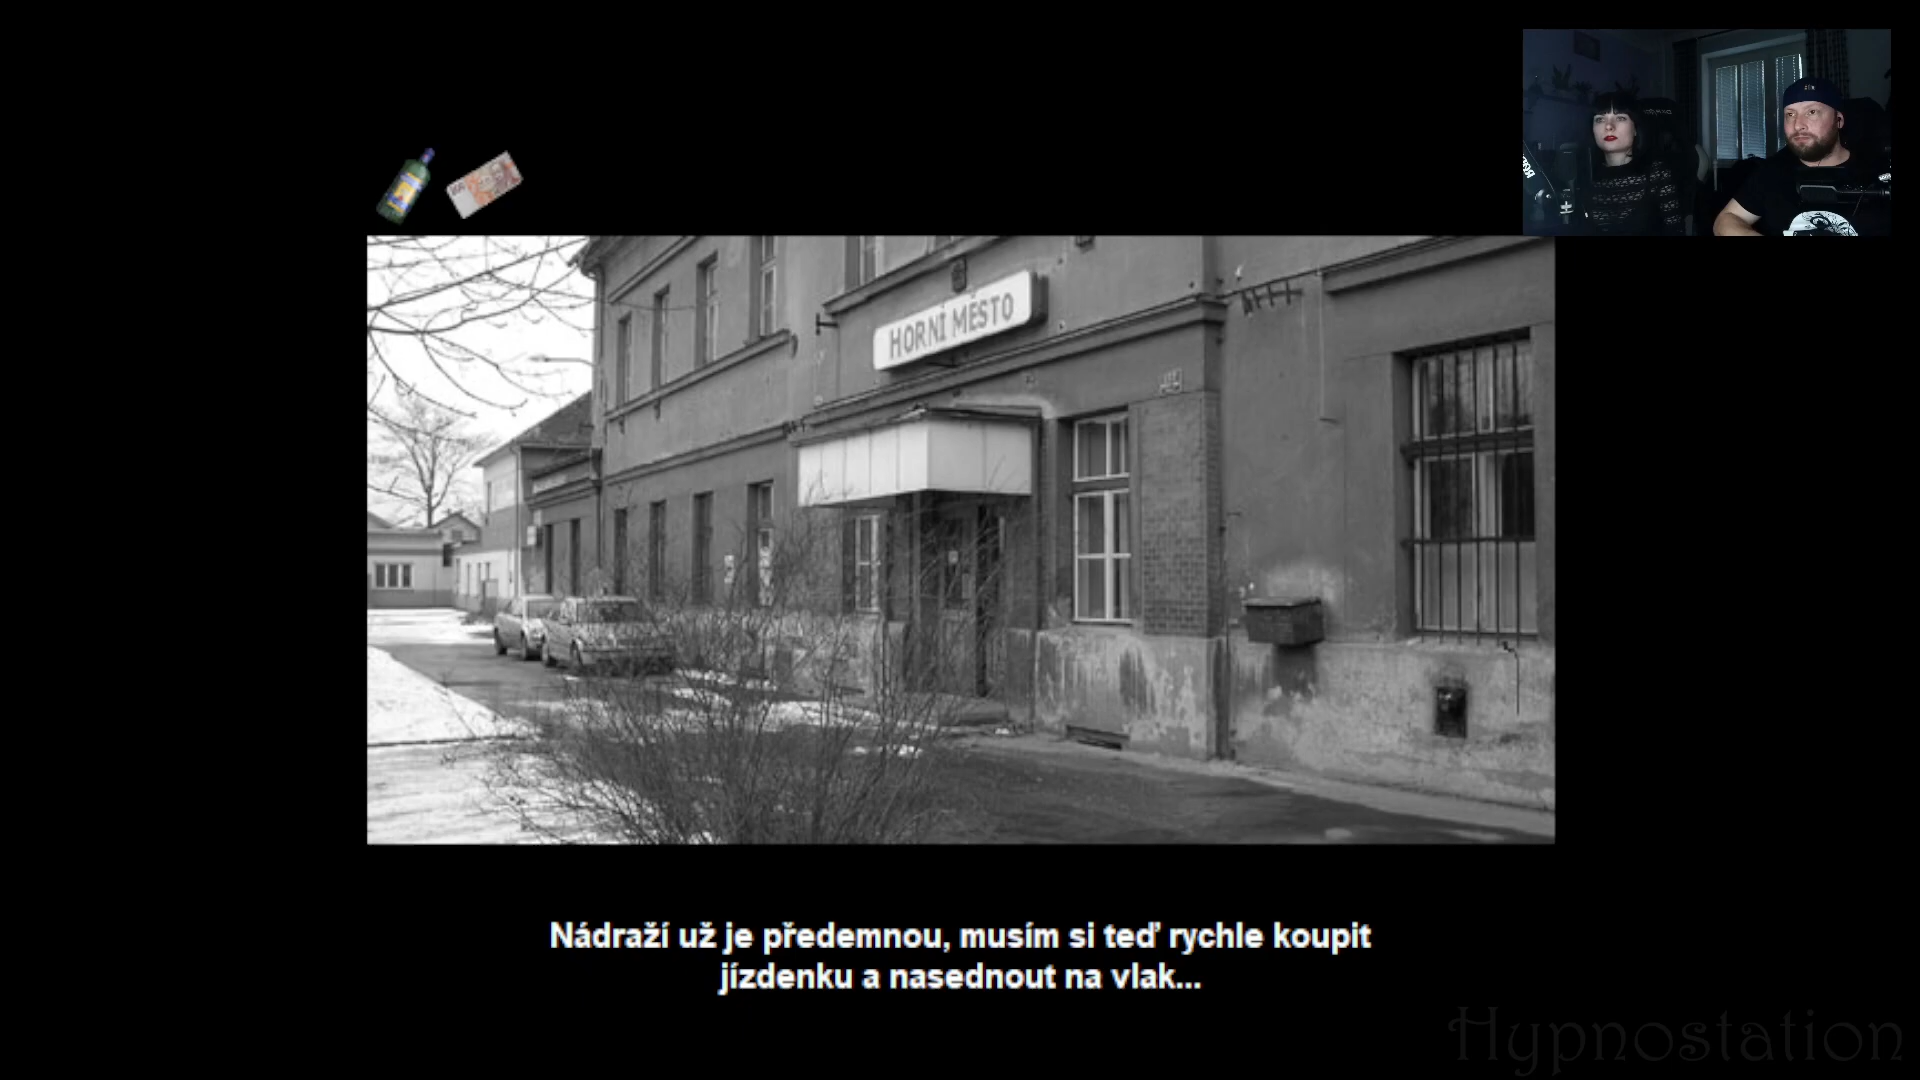 HORNÍ MĚSTO
Nádraží už je předemnou, musím si teď rychle koupit
jízdenku a nasednout na vlak...
Hypnostation